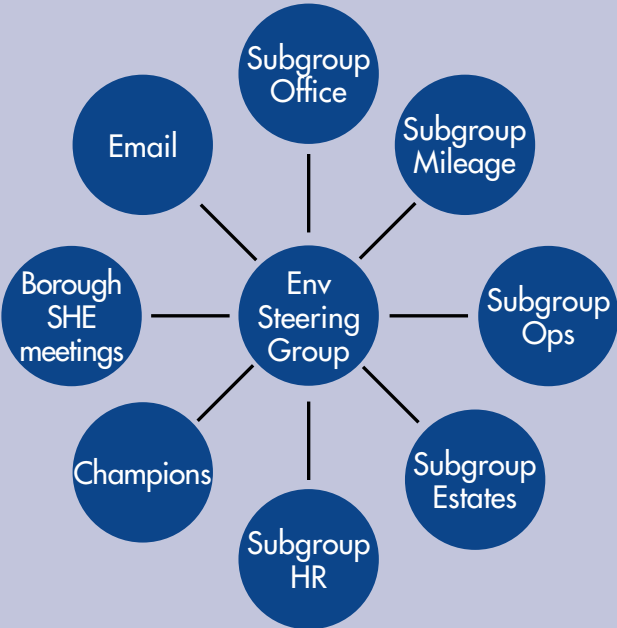 Subgroup
Office
Email
Subgroup
Mileage
Borough
SHE
meetings
Env
Steering
Group
Subgroup
Ops
Champions
Subgroup
Estates
Subgroup
HR